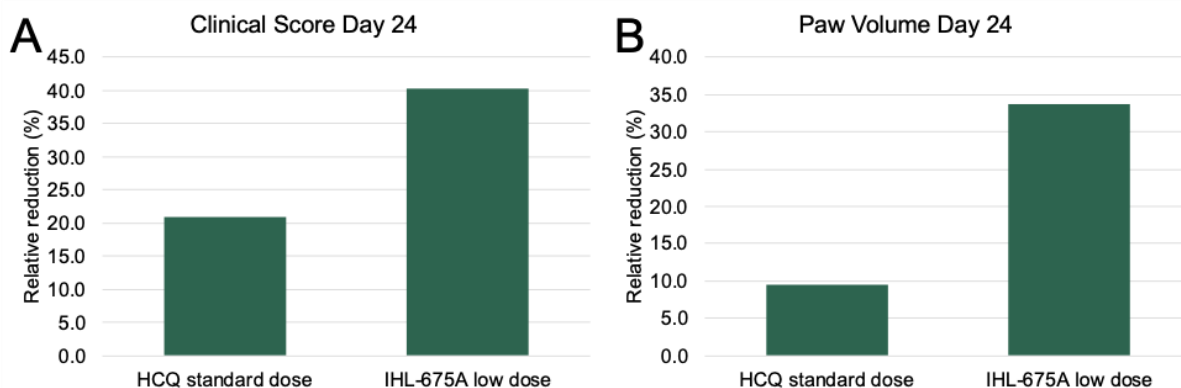 A
Clinical Score Day 24
Relative reduction (%)
45.0
40.0
35.0
30.0
25.0
20.0
15.0
10.0
5.0
0.0
HCQ standard dose
IHL-675A low dose
B
Paw Volume Day 24
Relative reduction (%)
40.0
35.0
30.0
25.0
20.0
15.0
10.0
5.0
0.0
HCQ standard dose
IHL-675A low dose